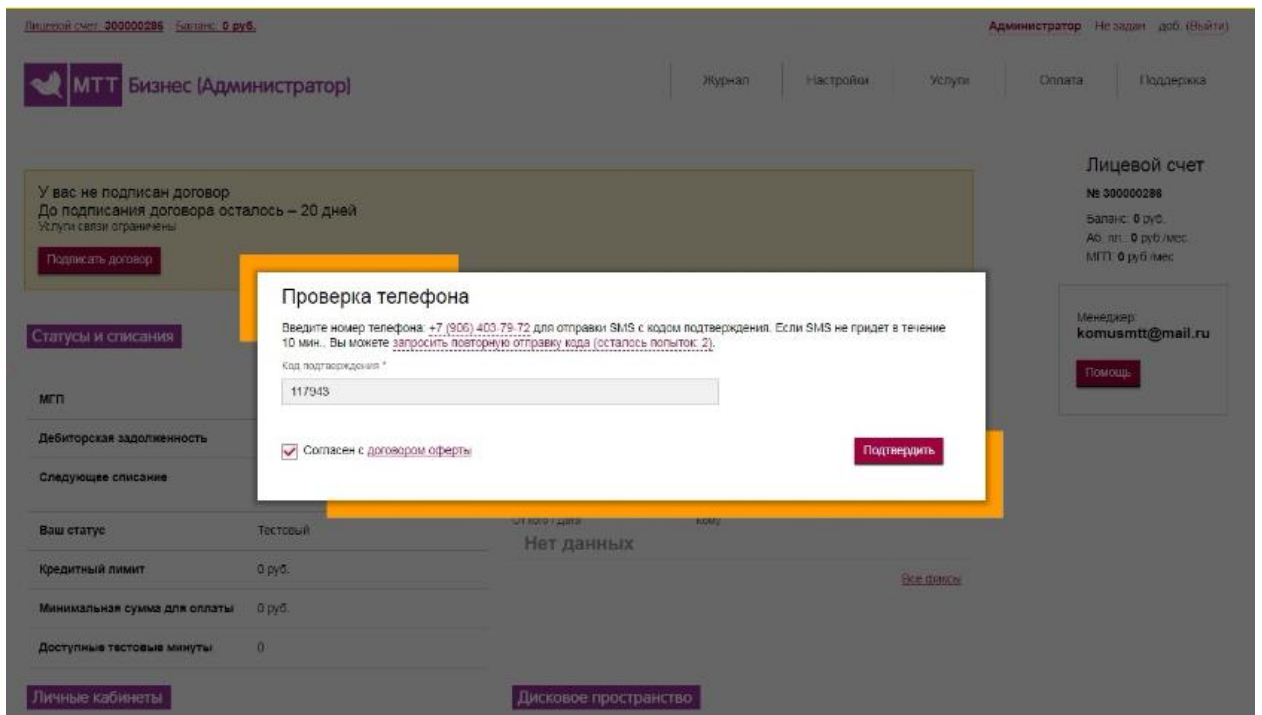 Лицевой счет: 300000286 Баланс: 0 руб.
Администратор Не задан доб. (Выйти)
МТТ Бизнес (Администратор)
Журнал Настройки Услуги Оплата Поддержка
У вас не подписан договор
До подписания договора осталось – 20 дней
Услуги связи ограничены
Подписать договор
Лицевой счет
№ 300000286
Баланс: 0 руб.
Аб. пл.: 0 руб./мес.
МГП: 0 руб./мес
Менеджер:
komusmtt@mail.ru
Помощь
Проверка телефона
Введите номер телефона: +7 (906) 403-79-72 для отправки SMS с кодом подтверждения. Если SMS не придет в течение
10 мин., Вы можете запросить повторную отправку кода (осталось попыток: 2).
Код подтверждения *
117943
Согласен с договором оферты
Подтвердить
Статусы и списания
МГП
Дебиторская задолженность
Следующее списание
Ваш статус Тестовый
Кредитный лимит 0 руб.
Минимальная сумма для оплаты 0 руб.
Доступные тестовые минуты 0
От кого / Дата Кому
Нет данных
Все факсы
Личные кабинеты
Дисковое пространство